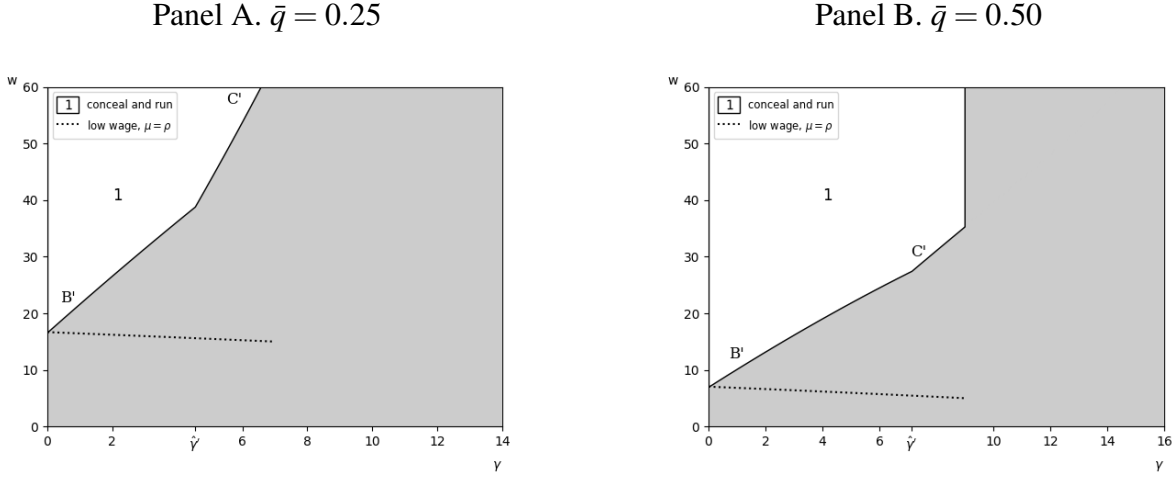 Panel A. q̄ = 0.25
w
60
50
40
30
20
10
0
1 conceal and run
low wage, μ = ρ
C'
1
B'
0 2 γ̂ 6 8 10 12 14
γ
Panel B. q̄ = 0.50
w
60
50
40
30
20
10
0
1 conceal and run
low wage, μ = ρ
1
C'
B'
0 2 4 6 γ̂ 10 12 14 16
γ